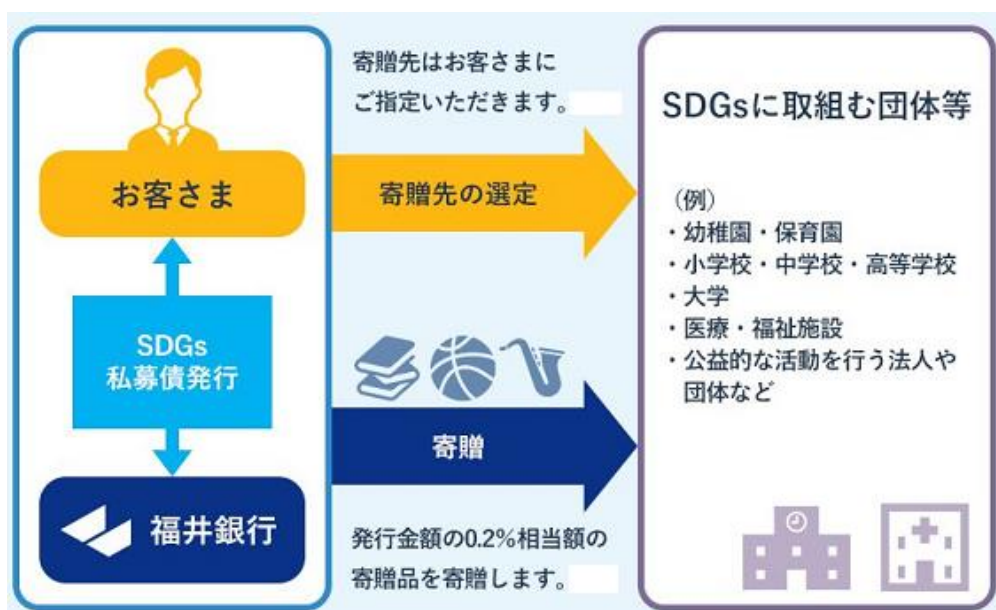 お客さま
SDGs
私募債発行
福井銀行
寄贈先はお客さまに
ご指定いただきます。
寄贈先の選定
寄贈
発行金額の0.2%相当額の
寄贈品を寄贈します。
SDGsに取組む団体等
(例)
・幼稚園・保育園
・小学校・中学校・高等学校
・大学
・医療・福祉施設
・公益的な活動を行う法人や
団体など